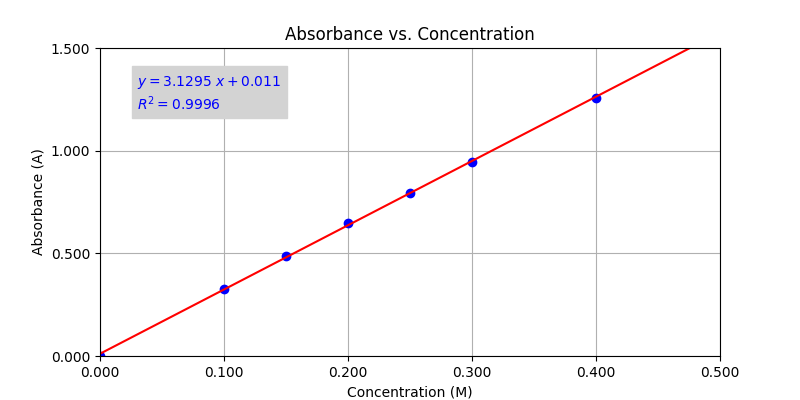 Absorbance vs. Concentration
y = 3.1295 x + 0.011
R² = 0.9996
1.500
1.000
0.500
0.000
Absorbance (A)
0.000 0.100 0.200 0.300 0.400 0.500
Concentration (M)